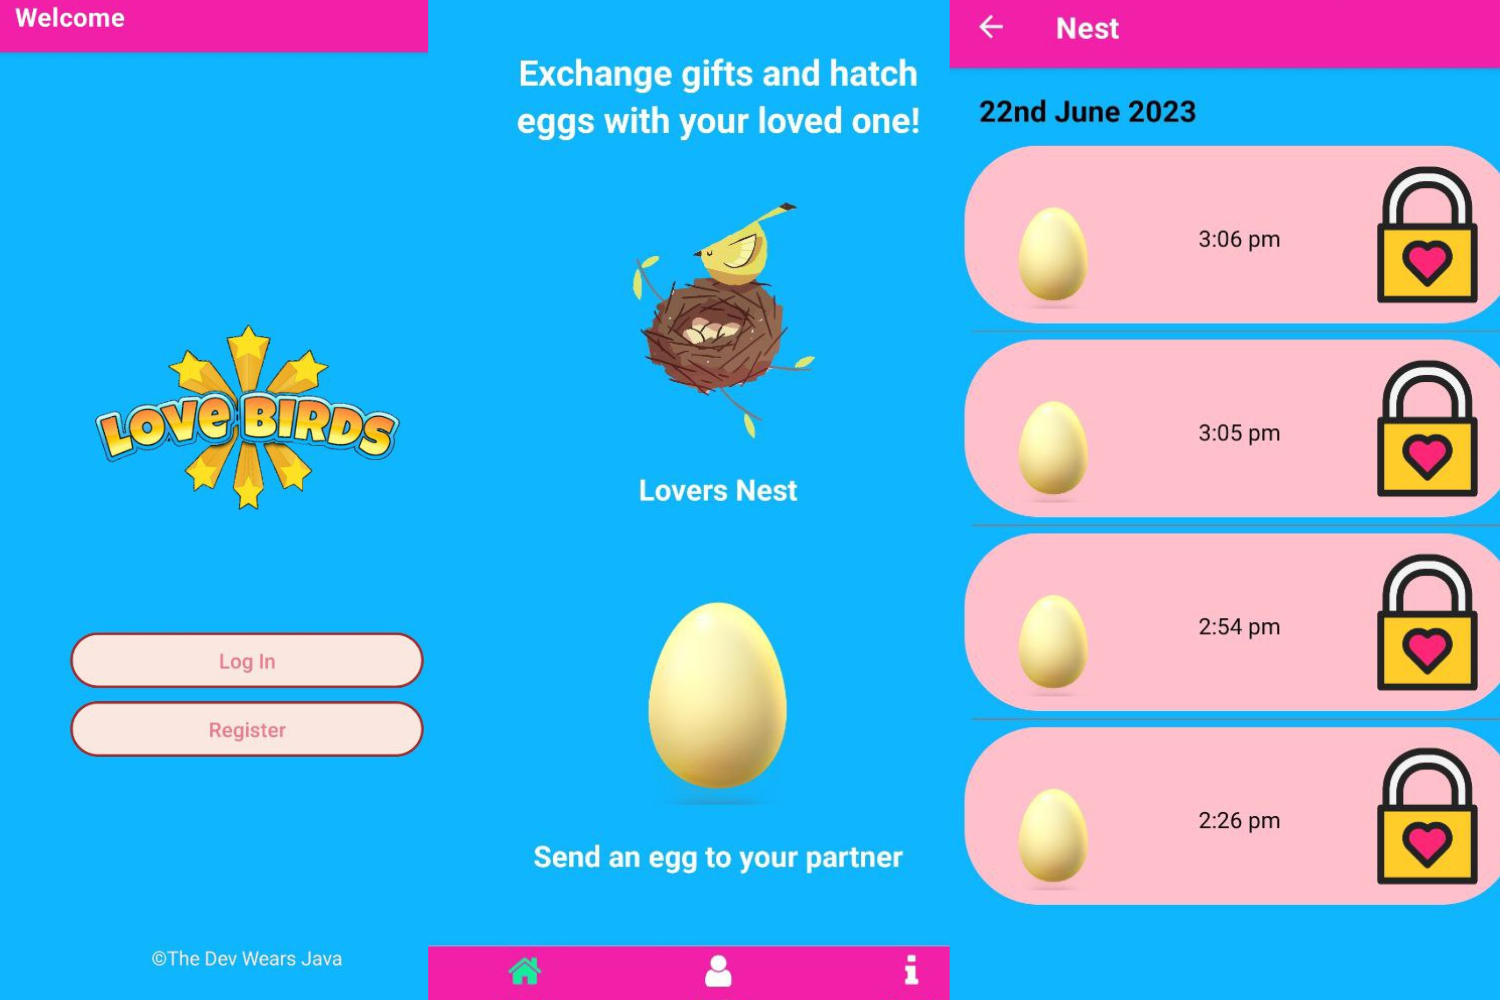 Welcome
LOVE BIRDS
Log In
Register
©The Dev Wears Java
Exchange gifts and hatch
eggs with your loved one!
Lovers Nest
Send an egg to your partner
Nest
22nd June 2023
3:06 pm
3:05 pm
2:54 pm
2:26 pm